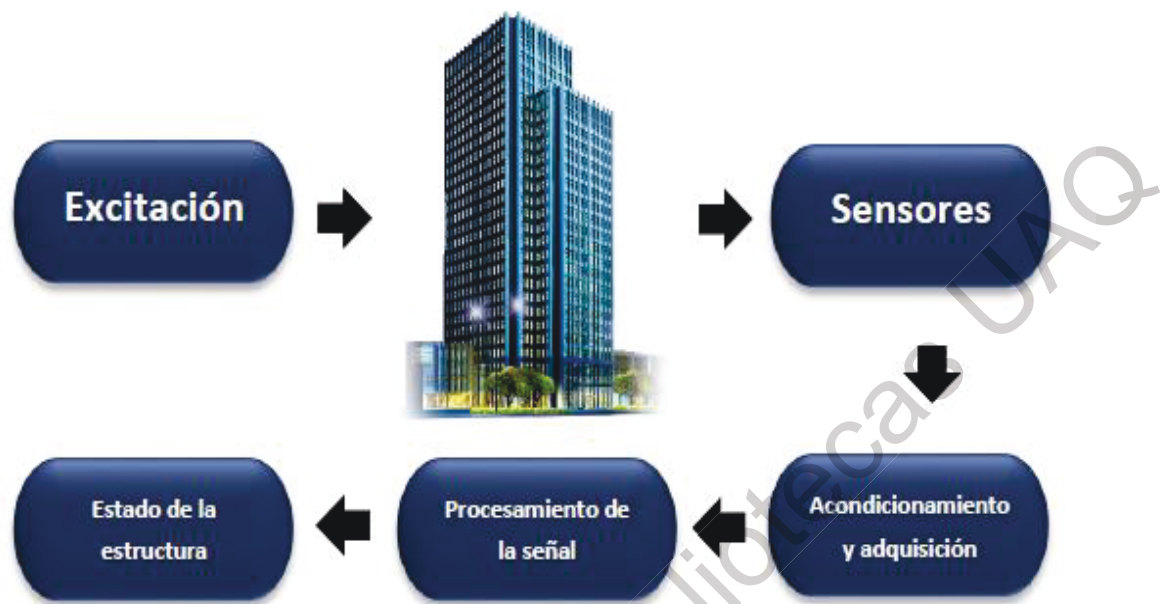 Excitación
Sensores
Acondicionamiento
y adquisición
Procesamiento de
la señal
Estado de la
estructura
UAQ